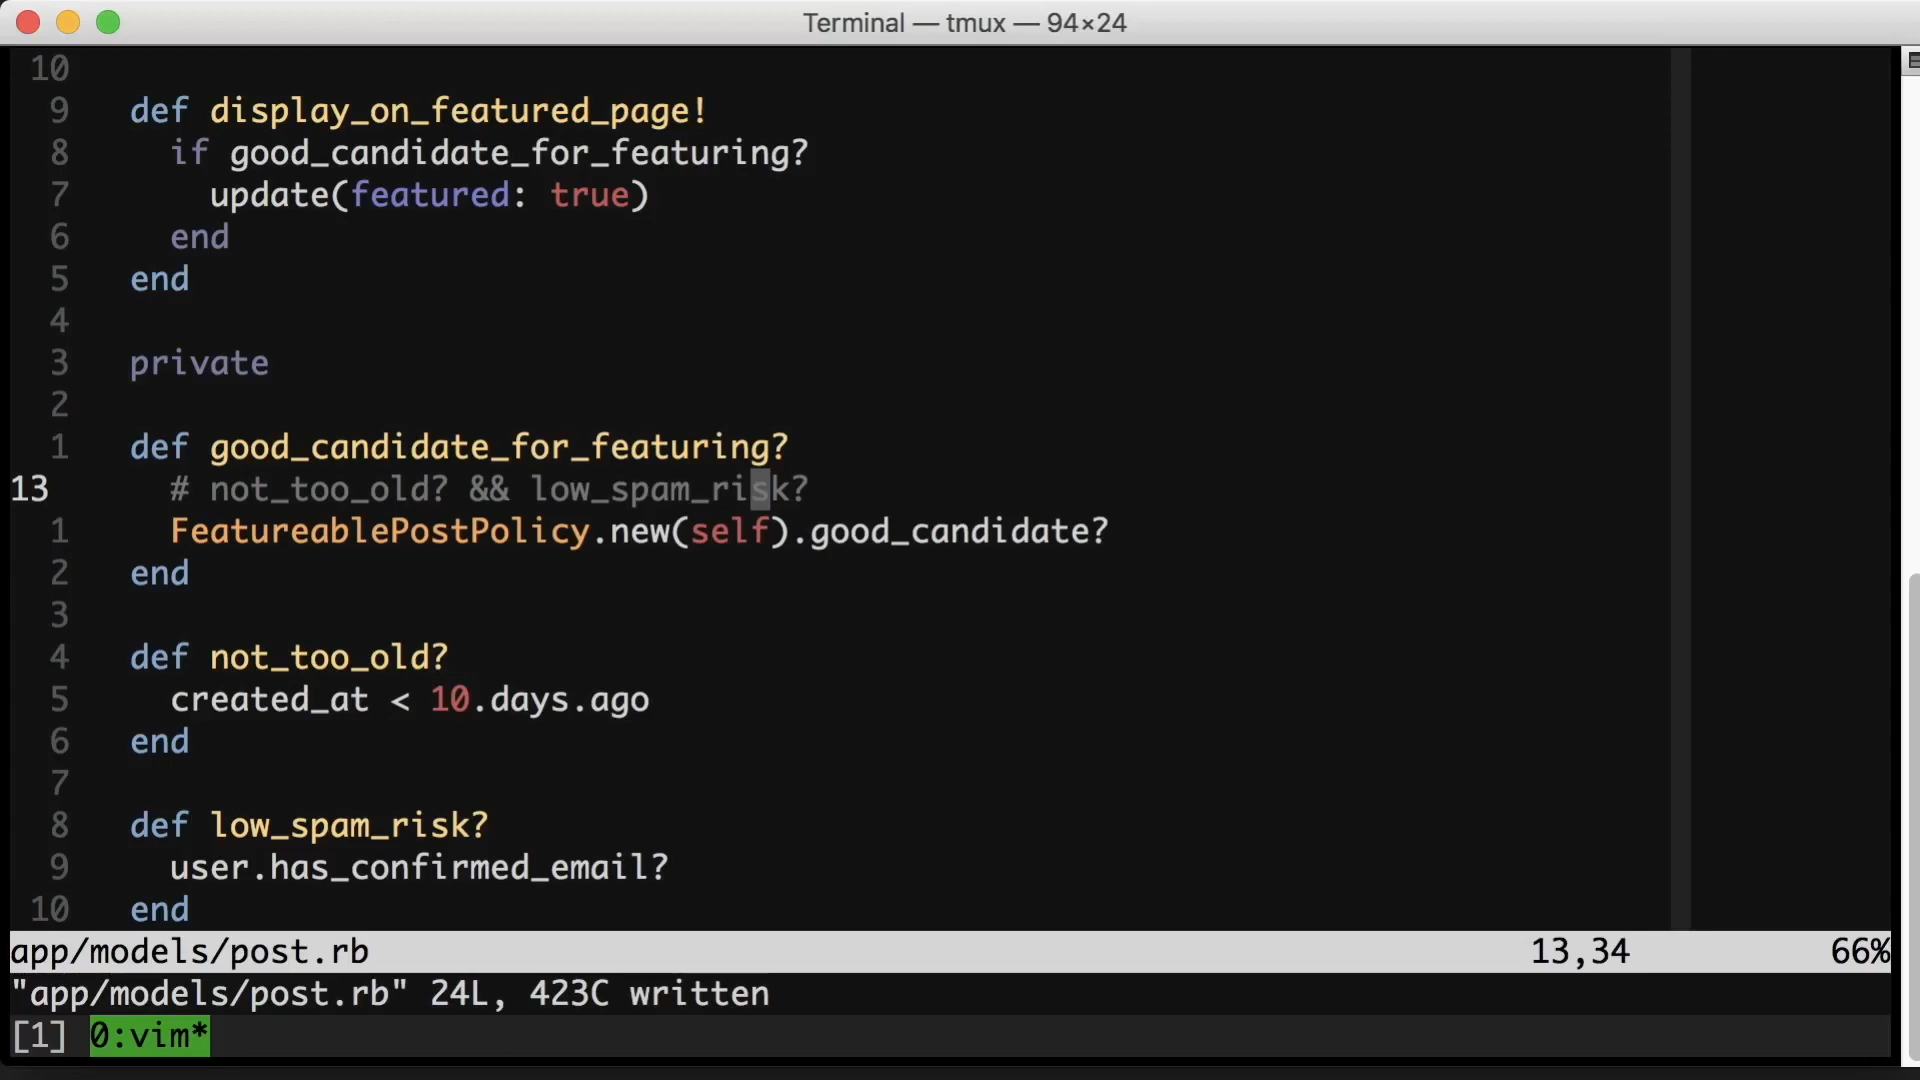 Terminal — tmux — 94×24
10
9 def display_on_featured_page!
8 if good_candidate_for_featuring?
7 update(featured: true)
6 end
5 end
4
3 private
2
1 def good_candidate_for_featuring?
13 # not_too_old? && low_spam_risk?
1 FeatureablePostPolicy.new(self).good_candidate?
2 end
3
4 def not_too_old?
5 created_at < 10.days.ago
6 end
7
8 def low_spam_risk?
9 user.has_confirmed_email?
10 end
app/models/post.rb 13,34 66%
"app/models/post.rb" 24L, 423C written
[1] 0:vim*